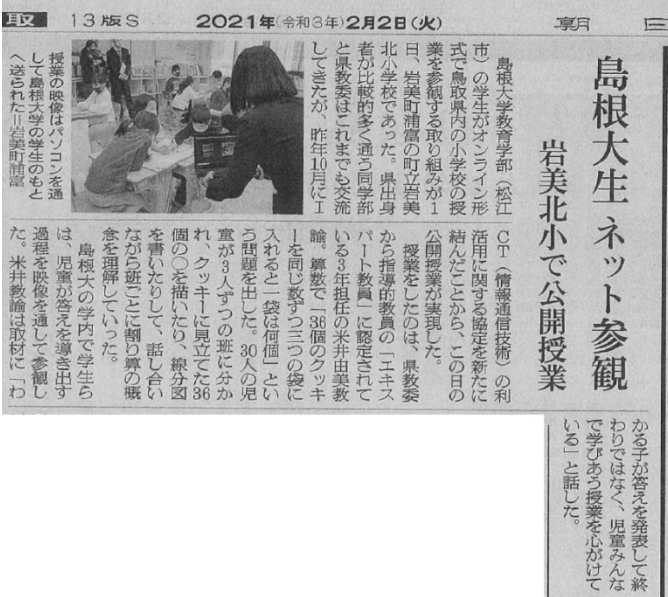 取 13版S 2021年(令和3年)2月2日(火) 朝 日
島根大生 ネット参観
岩美北小で公開授業
島根大学教育学部（松江
市）の学生がオンライン形
式で鳥取県内の小学校の授
業を参観する取り組みが1
日、岩美町浦富の町立岩美
北小学校であった。県出身
者が比較的多く通う同学部
と県教委はこれまでも交流
してきたが、昨年10月にI
CT（情報通信技術）の利
活用に関する協定を新たに
結んだことから、この日の
公開授業が実現した。
授業をしたのは、県教委
から指導的教員の「エキス
パート教員」に認定されて
いる3年担任の米井由美教
諭。算数で「36個のクッキ
ーを同じ数ずつ三つの袋に
入れると一袋は何個」とい
う問題を出した。30人の児
童が3人ずつの班に分か
れ、クッキーに見立てた36
個の○を描いたり、線分図
を書いたりして、話し合い
ながら班ごとに割り算の概
念を理解していった。
島根大の学内で学生ら
は、児童が答えを導き出す
過程を映像を通して参観し
た。米井教諭は取材に「わ
かる子が答えを発表して終
わりではなく、児童みんな
で学びあう授業を心がけて
いる」と話した。
授業の映像はパソコンを通
して島根大学の学生のもと
へ送られた＝岩美町浦富